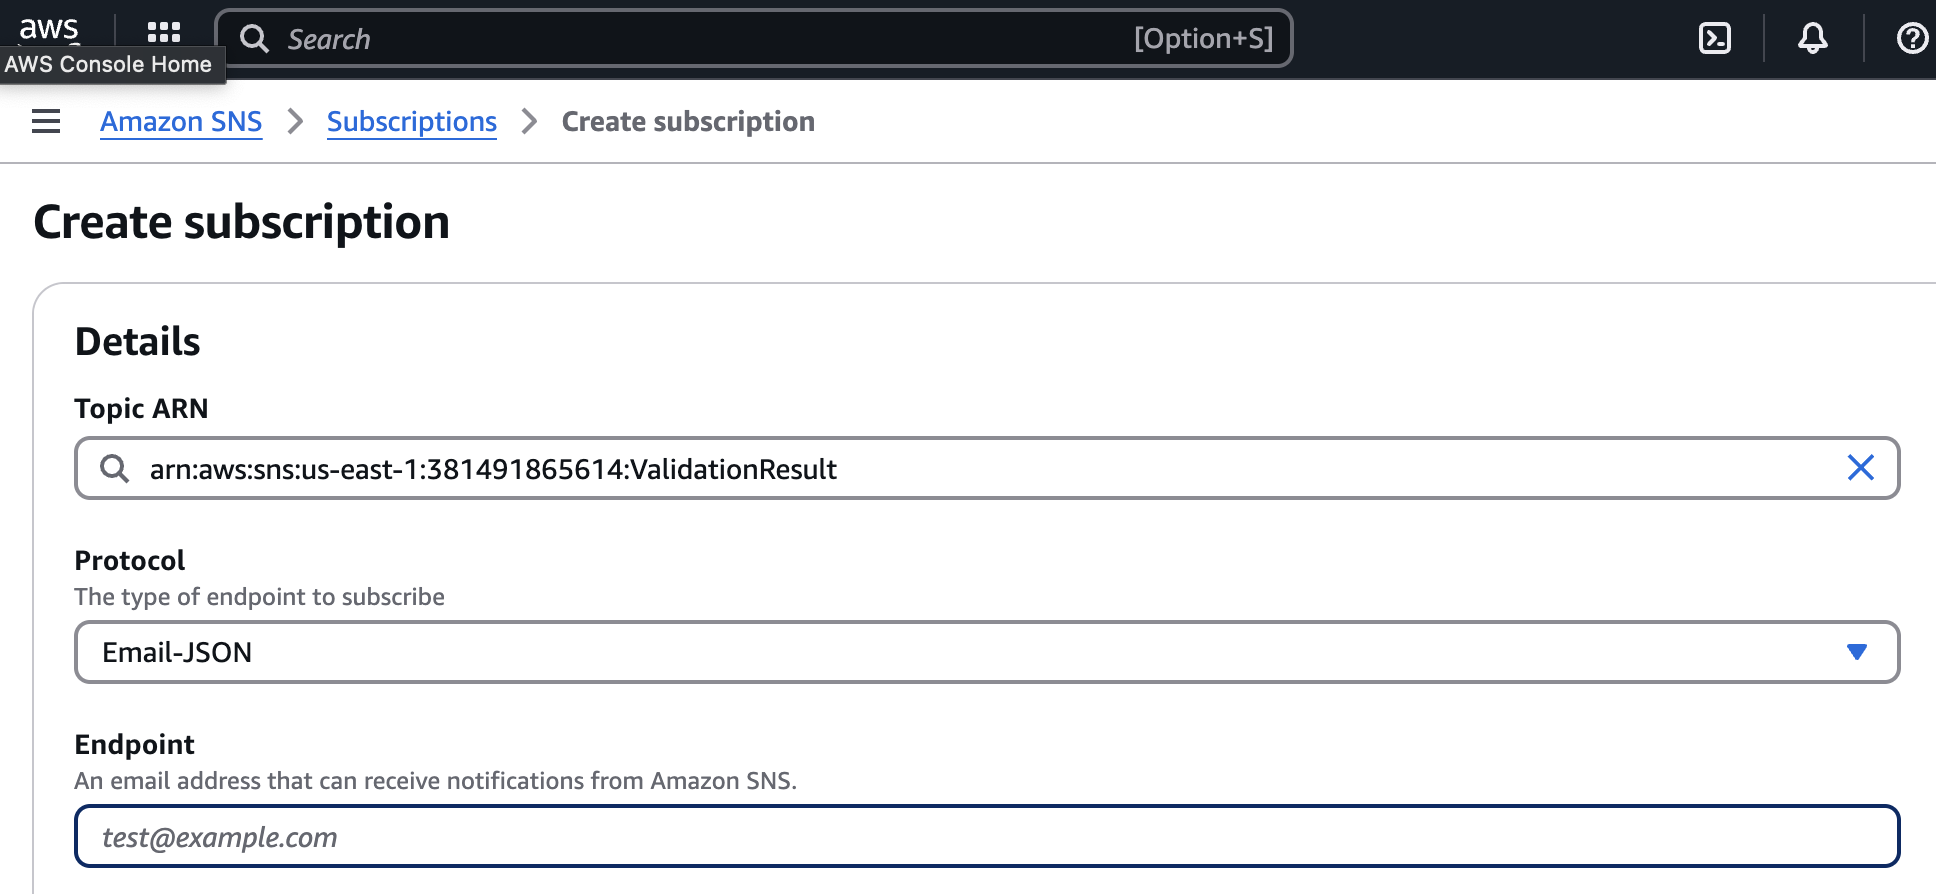 aws
Search [Option+S]
AWS Console Home
Amazon SNS Subscriptions Create subscription
Create subscription
Details
Topic ARN
arn:aws:sns:us-east-1:381491865614:ValidationResult
Protocol
The type of endpoint to subscribe
Email-JSON
Endpoint
An email address that can receive notifications from Amazon SNS.
test@example.com